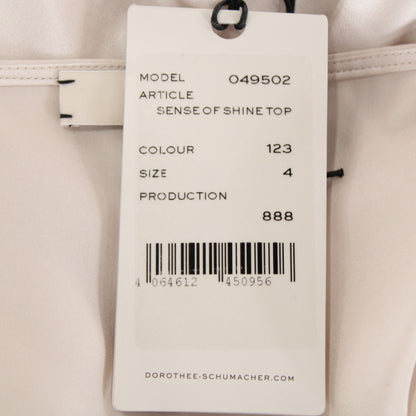 MODEL 049502
ARTICLE
SENSE OF SHINE TOP
COLOUR 123
SIZE 4
PRODUCTION
888
4 064612 450956
DOROTHEE-SCHUMACHER.COM